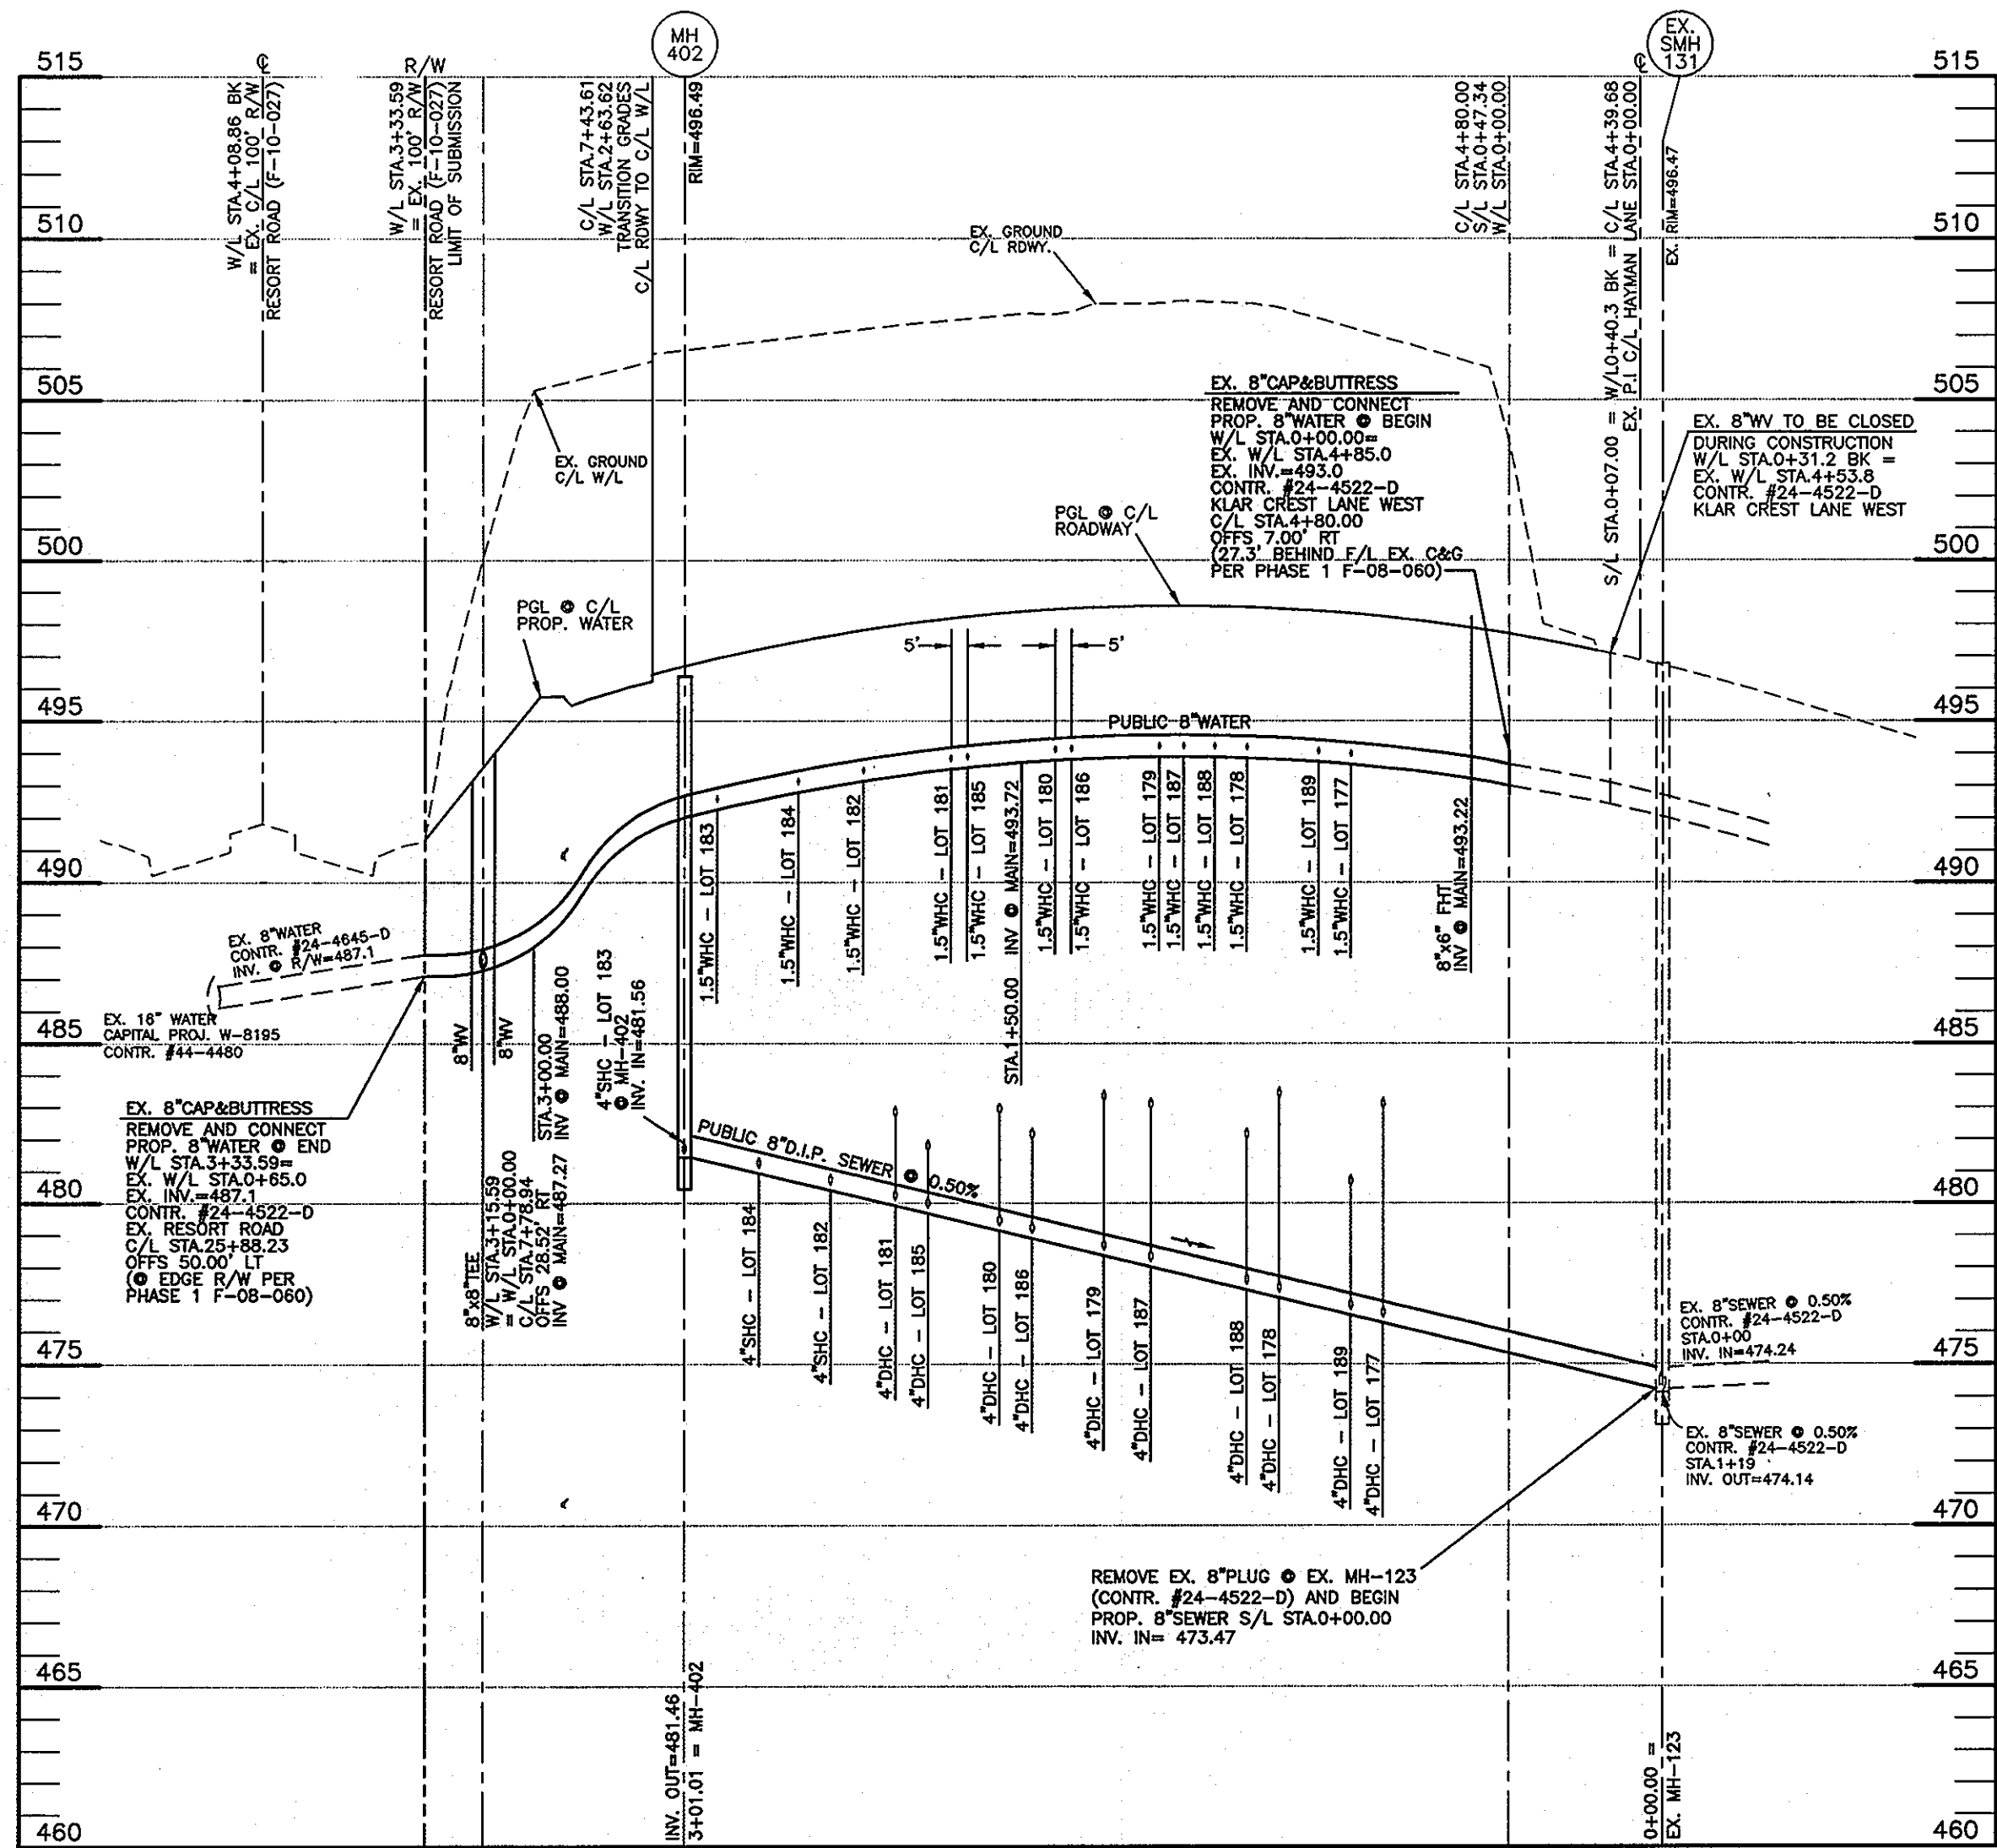 MH
402
EX.
SMH
131
515
515
510
510
505
505
500
500
495
495
490
490
485
485
480
480
475
475
470
470
465
465
460
460
W/L STA.4+08.86 BK
= EX. C/L 100' R/W
RESORT ROAD (F-10-027)
℄
R/W
W/L STA.3+33.59
= EX. 100' R/W
RESORT ROAD (F-10-027)
LIMIT OF SUBMISSION
C/L STA.7+43.61
W/L STA.2+63.62
TRANSITION GRADES
C/L RDWY TO C/L W/L
RIM=496.49
C/L STA.4+80.00
S/L STA.0+47.34
W/L STA.0+00.00
℄
S/L STA.0+07.00 = W/L0+40.3 BK = C/L STA.4+39.68
EX. P.I C/L HAYMAN LANE STA.0+00.00
EX. RIM=496.47
EX. GROUND
C/L RDWY.
EX. GROUND
C/L W/L
EX. 8"CAP&BUTTRESS
REMOVE AND CONNECT
PROP. 8"WATER @ BEGIN
W/L STA.0+00.00=
EX. W/L STA.4+85.0
EX. INV.=493.0
CONTR. #24-4522-D
KLAR CREST LANE WEST
C/L STA.4+80.00
OFFS 7.00' RT
(27.3' BEHIND F/L EX. C&G
PER PHASE 1 F-08-060)
EX. 8"WV TO BE CLOSED
DURING CONSTRUCTION
W/L STA.0+31.2 BK =
EX. W/L STA.4+53.8
CONTR. #24-4522-D
KLAR CREST LANE WEST
PGL @ C/L
ROADWAY
PGL @ C/L
PROP. WATER
5'
5'
PUBLIC 8"WATER
1.5"WHC - LOT 183
1.5"WHC - LOT 184
1.5"WHC - LOT 182
1.5"WHC - LOT 181
1.5"WHC - LOT 185
STA.1+50.00 INV @ MAIN=493.72
1.5"WHC - LOT 180
1.5"WHC - LOT 186
1.5"WHC - LOT 179
1.5"WHC - LOT 187
1.5"WHC - LOT 188
1.5"WHC - LOT 178
1.5"WHC - LOT 189
1.5"WHC - LOT 177
8"x6" FHT
INV @ MAIN=493.22
EX. 8"WATER
CONTR. #24-4645-D
INV. @ R/W=487.1
EX. 16" WATER
CAPITAL PROJ. W-8195
CONTR. #44-4480
8"WV
8"WV
STA.3+00.00
INV @ MAIN=488.00
4"SHC - LOT 183
@ MH-402
INV. IN=481.56
EX. 8"CAP&BUTTRESS
REMOVE AND CONNECT
PROP. 8"WATER @ END
W/L STA.3+33.59=
EX. W/L STA.0+65.0
EX. INV.=487.1
CONTR. #24-4522-D
EX. RESORT ROAD
C/L STA.25+88.23
OFFS 50.00' LT
(@ EDGE R/W PER
PHASE 1 F-08-060)
8"x8"TEE
W/L STA.3+15.59
= W/L STA.0+00.00
C/L STA.7+78.94
OFFS 28.52' RT
INV @ MAIN=487.27
PUBLIC 8"D.I.P. SEWER @ 0.50%
4"SHC - LOT 184
4"SHC - LOT 182
4"DHC - LOT 181
4"DHC - LOT 185
4"DHC - LOT 180
4"DHC - LOT 186
4"DHC - LOT 179
4"DHC - LOT 187
4"DHC - LOT 188
4"DHC - LOT 178
4"DHC - LOT 189
4"DHC - LOT 177
EX. 8"SEWER @ 0.50%
CONTR. #24-4522-D
STA.0+00
INV. IN=474.24
EX. 8"SEWER @ 0.50%
CONTR. #24-4522-D
STA.1+19
INV. OUT=474.14
REMOVE EX. 8"PLUG @ EX. MH-123
(CONTR. #24-4522-D) AND BEGIN
PROP. 8"SEWER S/L STA.0+00.00
INV. IN= 473.47
INV. OUT=481.46
3+01.01 = MH-402
0+00.00 =
EX. MH-123